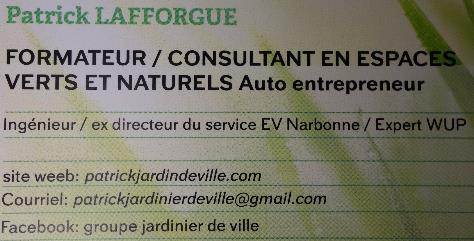 Patrick LAFFORGUE
FORMATEUR / CONSULTANT EN ESPACES
VERTS ET NATURELS Auto entrepreneur
Ingénieur / ex directeur du service EV Narbonne / Expert WUP
site weeb: patrickjardindeville.com
Courriel: patrickjardinierdeville@gmail.com
Facebook: groupe jardinier de ville